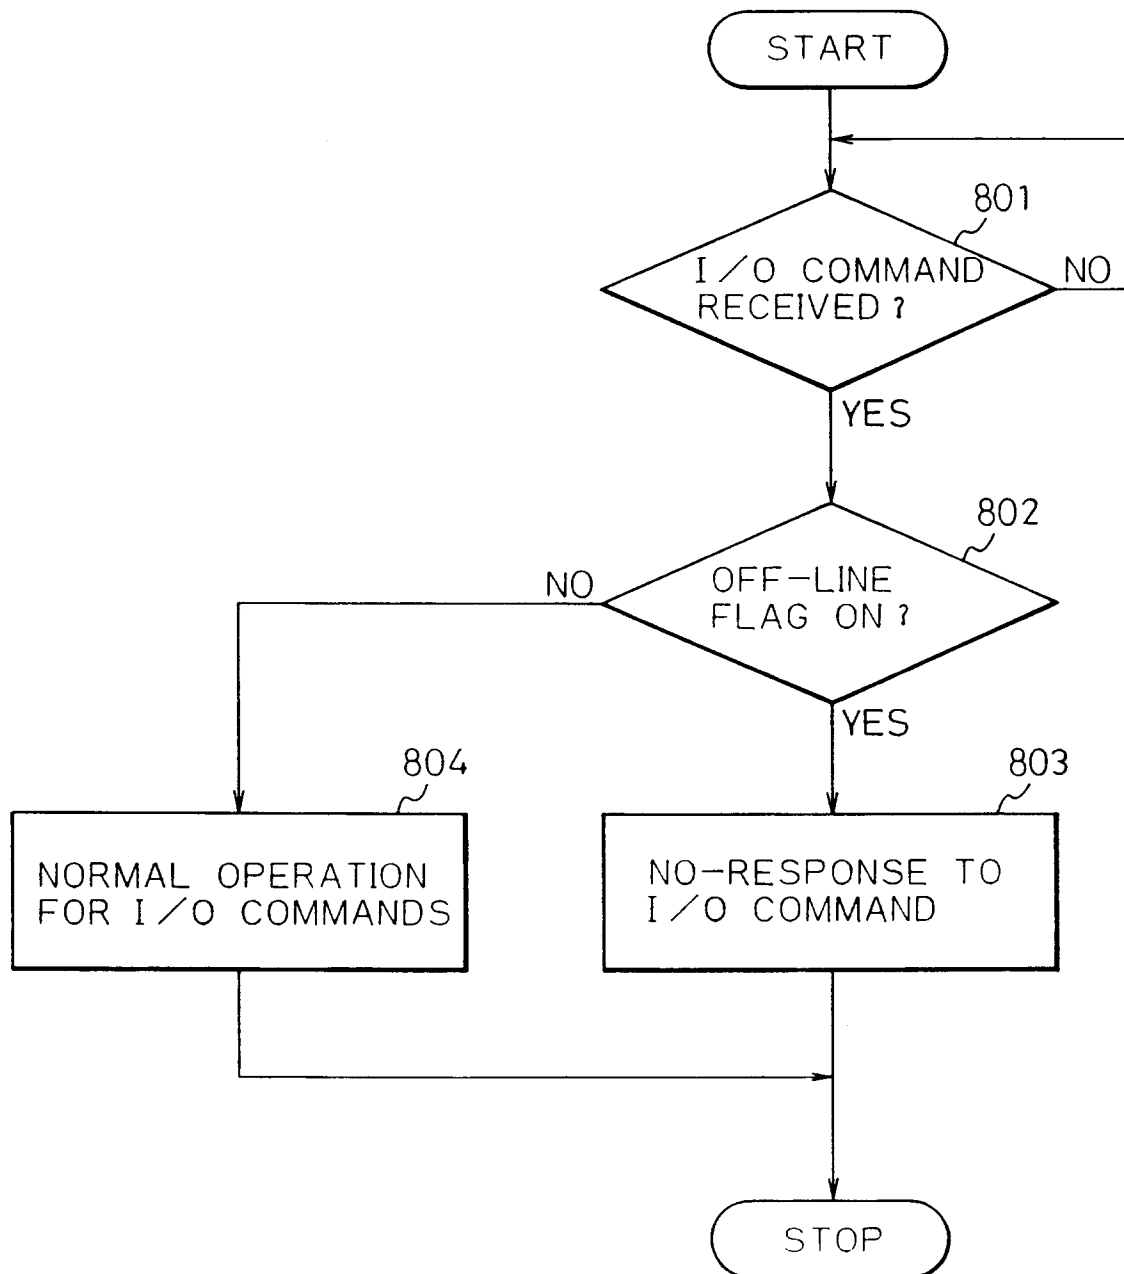 START
801
I/O COMMAND
RECEIVED?
NO
YES
802
OFF-LINE
FLAG ON?
NO
YES
804
803
NORMAL OPERATION
FOR I/O COMMANDS
NO-RESPONSE TO
I/O COMMAND
STOP